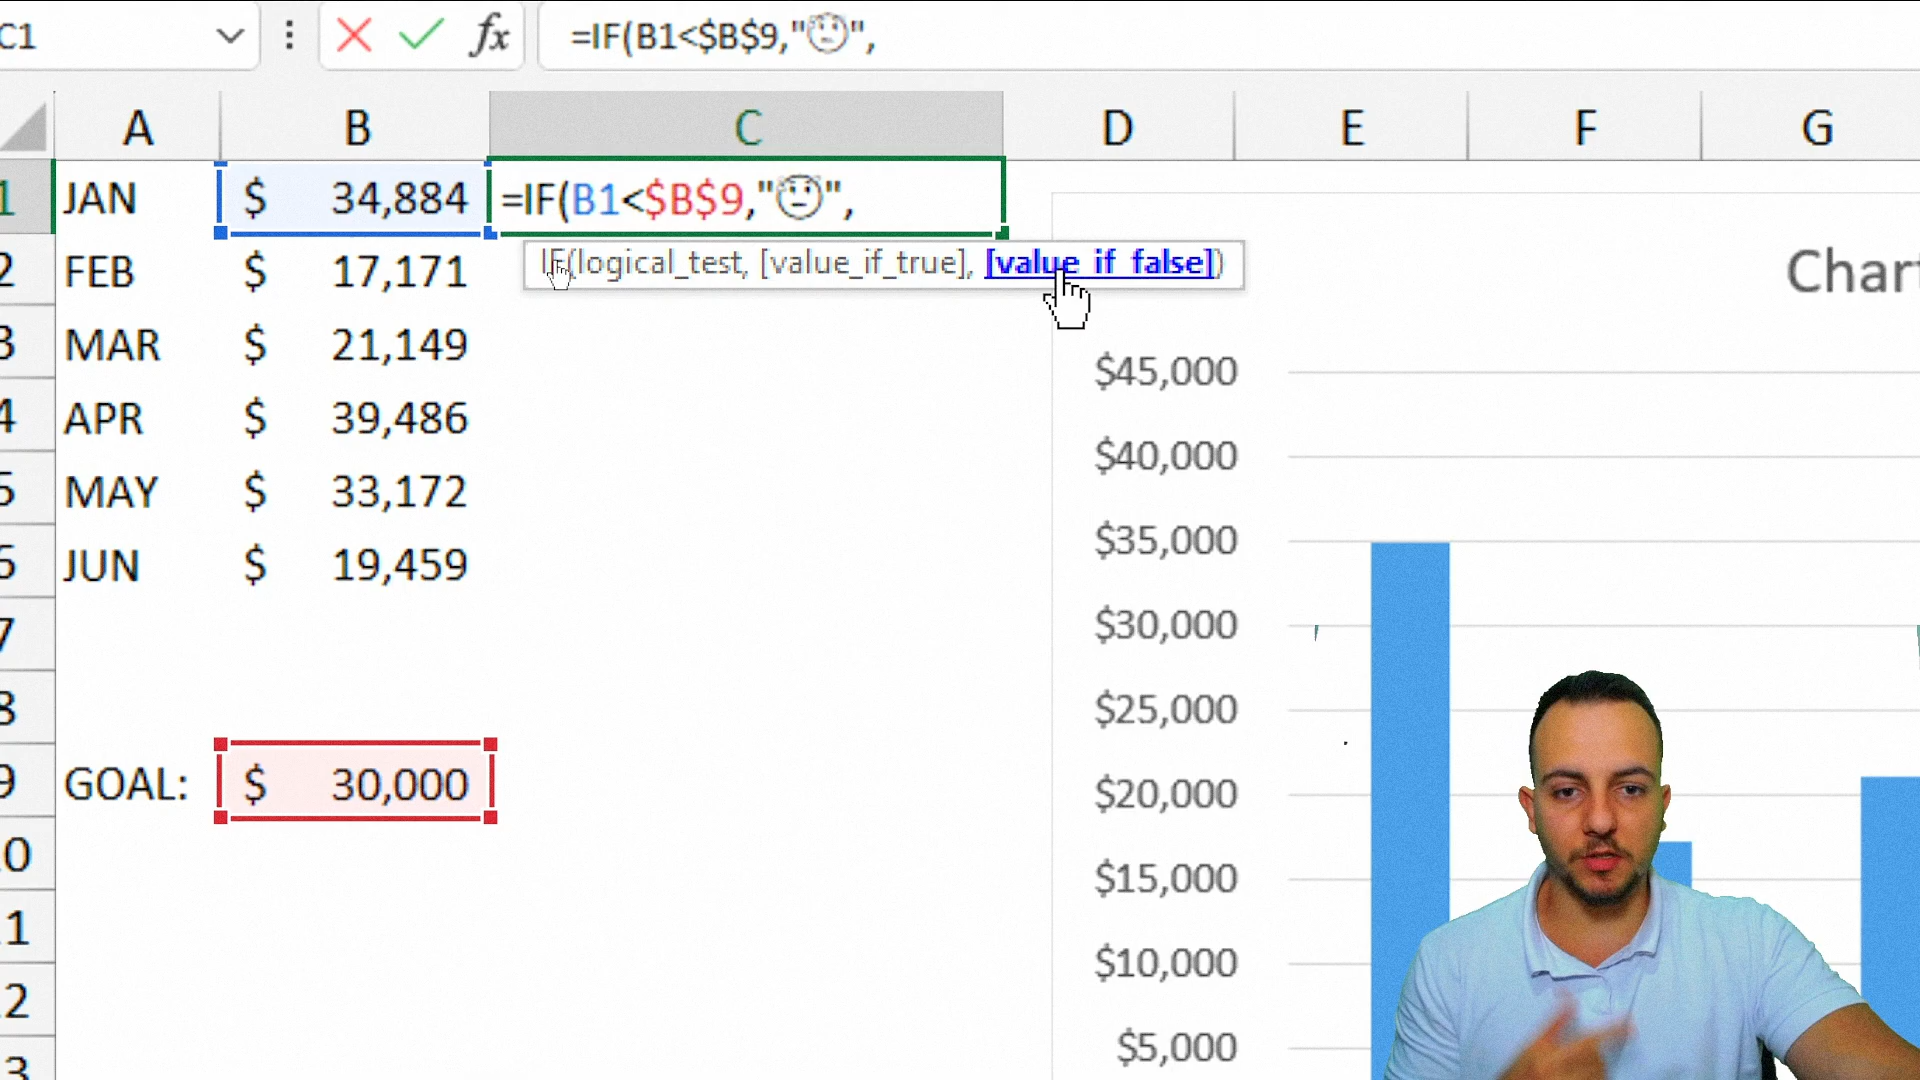 C1
fx
=IF(B1<$B$9,"🙄",
A B C D E F G
1 JAN $ 34,884 =IF(B1<$B$9,"🙄",
IF(logical_test, [value_if_true], [value_if_false])
2 FEB $ 17,171
3 MAR $ 21,149
4 APR $ 39,486
5 MAY $ 33,172
6 JUN $ 19,459
7
8
9 GOAL: $ 30,000
10
11
12
13
Chart
$45,000
$40,000
$35,000
$30,000
$25,000
$20,000
$15,000
$10,000
$5,000